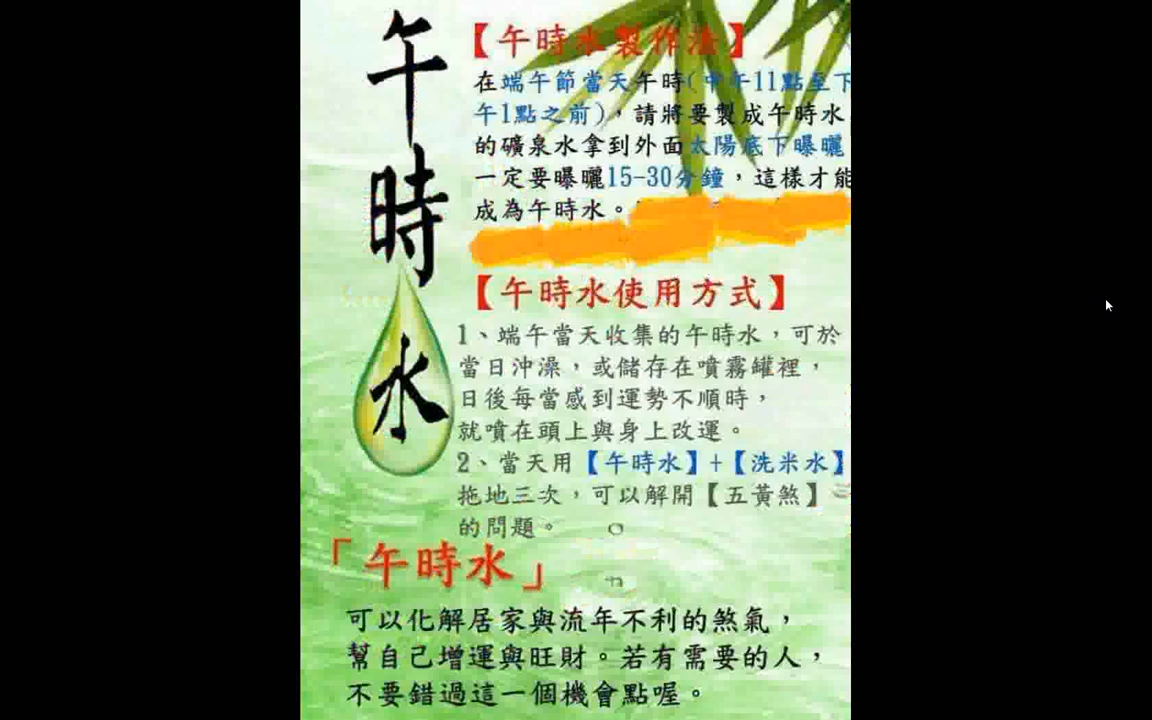 午時水
【午時水製作法】
在端午節當天午時(中午11點至下
午1點之前)，請將要製成午時水
的礦泉水拿到外面太陽底下曝曬
一定要曝曬15-30分鐘，這樣才能
成為午時水。
【午時水使用方式】
1、端午當天收集的午時水，可於
當日沖澡，或儲存在噴霧罐裡，
日後每當感到運勢不順時，
就噴在頭上與身上改運。
2、當天用【午時水】+【洗米水】
拖地三次，可以解開【五黃煞】
的問題。
「午時水」
可以化解居家與流年不利的煞氣，
幫自己增運與旺財。若有需要的人，
不要錯過這一個機會點喔。